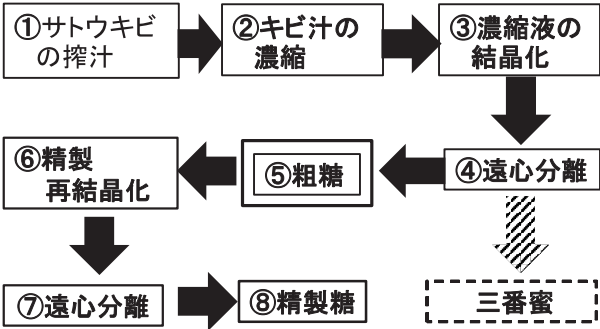 ①サトウキビ
の搾汁
②キビ汁の
濃縮
③濃縮液の
結晶化
④遠心分離
⑤粗糖
⑥精製
再結晶化
⑦遠心分離
⑧精製糖
三番蜜